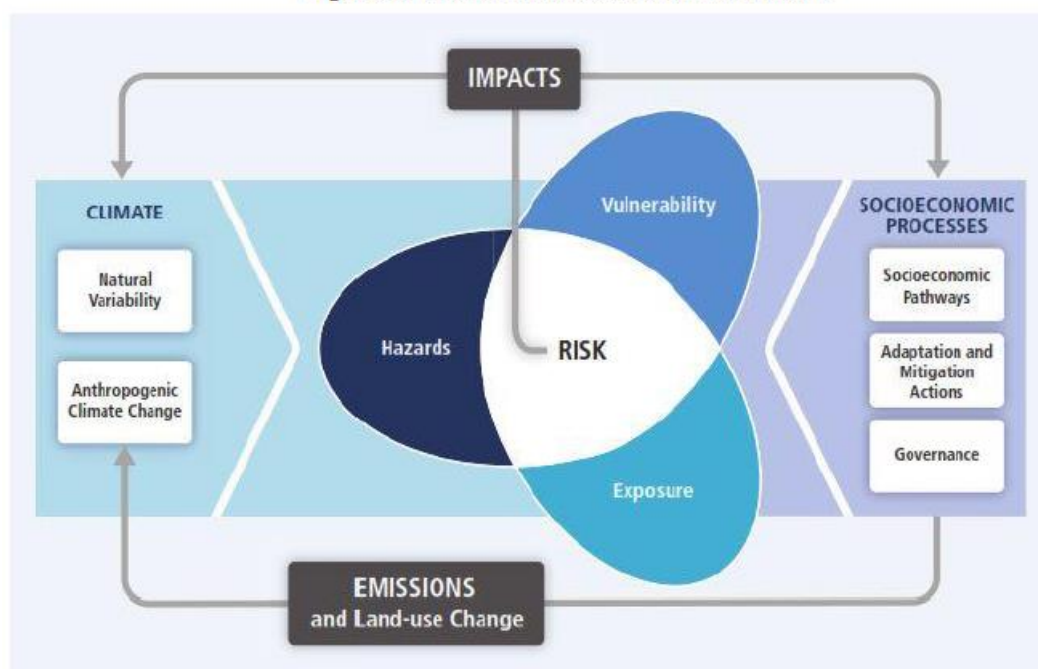 IMPACTS
CLIMATE
Natural
Variability
Anthropogenic
Climate Change
Vulnerability
Hazards
RISK
Exposure
SOCIOECONOMIC
PROCESSES
Socioeconomic
Pathways
Adaptation and
Mitigation
Actions
Governance
EMISSIONS
and Land-use Change